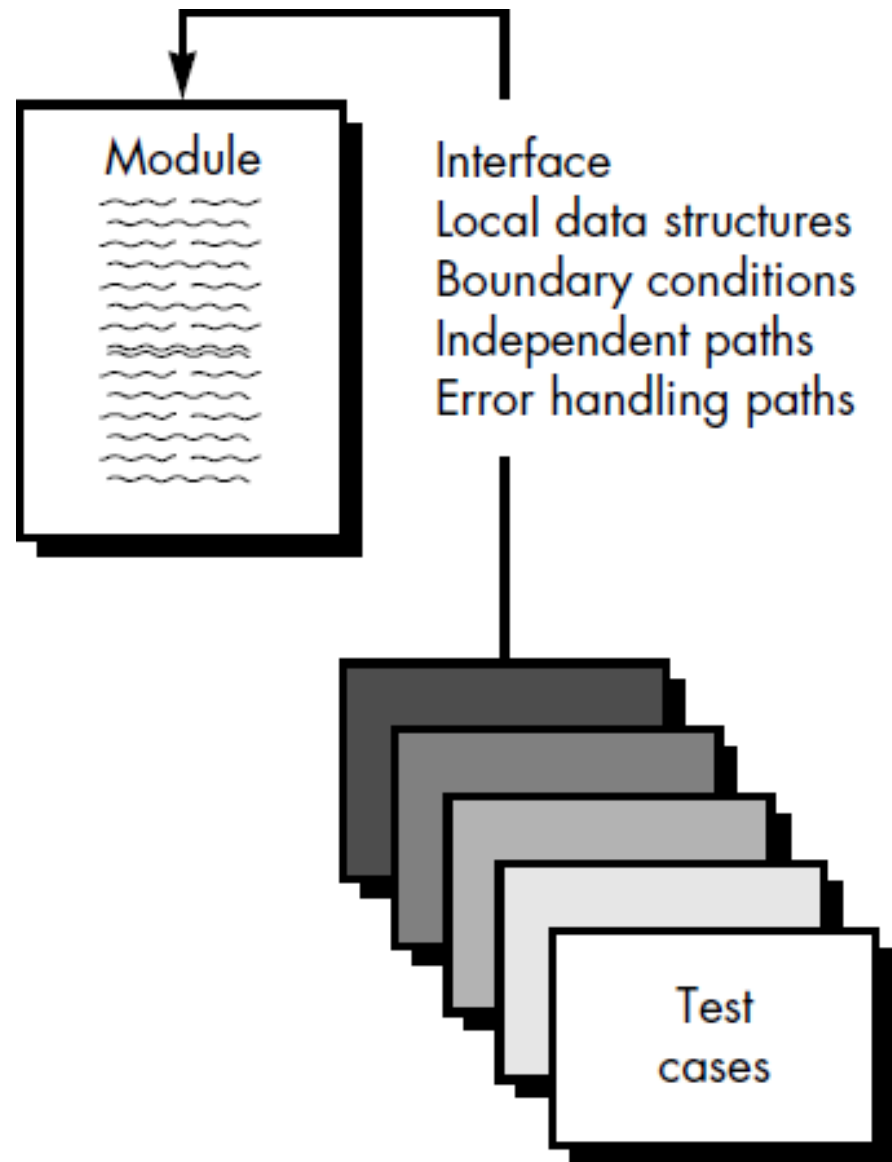 Module
Interface
Local data structures
Boundary conditions
Independent paths
Error handling paths
Test
cases